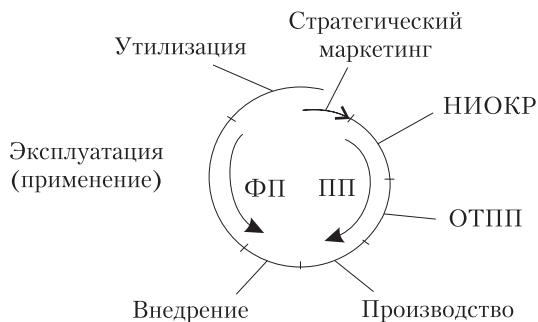 Стратегический
маркетинг
Утилизация
НИОКР
Эксплуатация
(применение)
ФП ПП
ОТПП
Внедрение
Производство